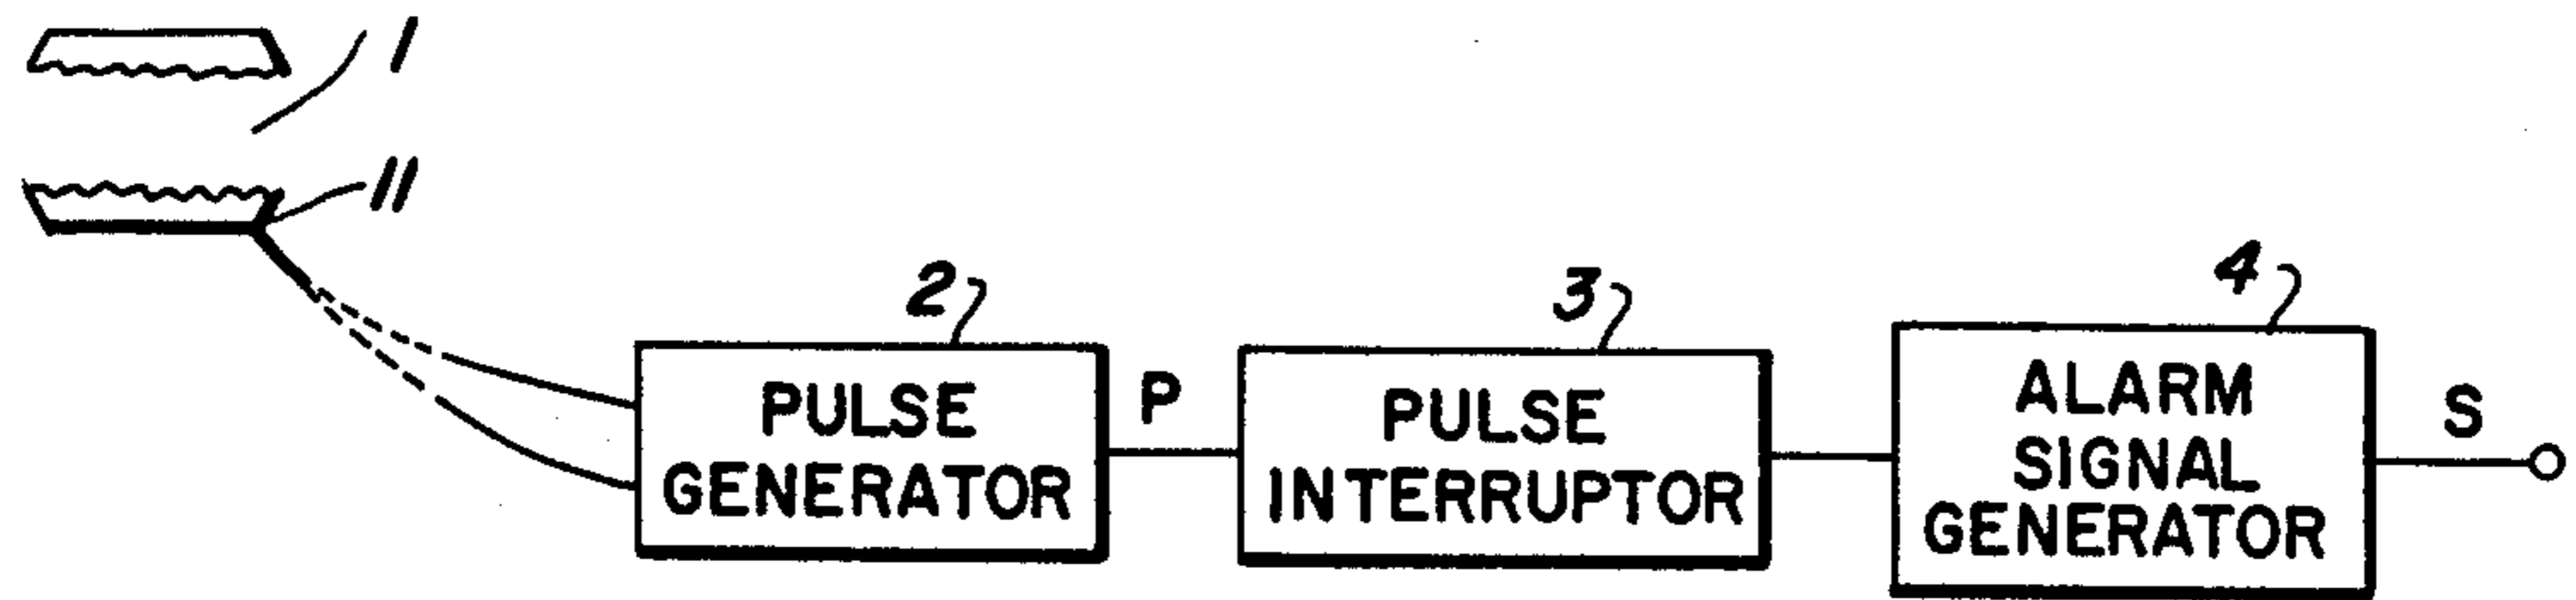 1
11
2
3
4
PULSE
GENERATOR
P
PULSE
INTERRUPTOR
ALARM
SIGNAL
GENERATOR
S